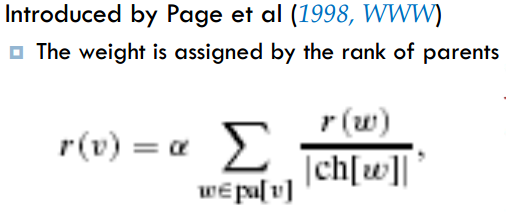 Introduced by Page et al (1998, WWW)
The weight is assigned by the rank of parents
r(v) = α ∑ w∈pa[v] r(w) / |ch[w]| ,